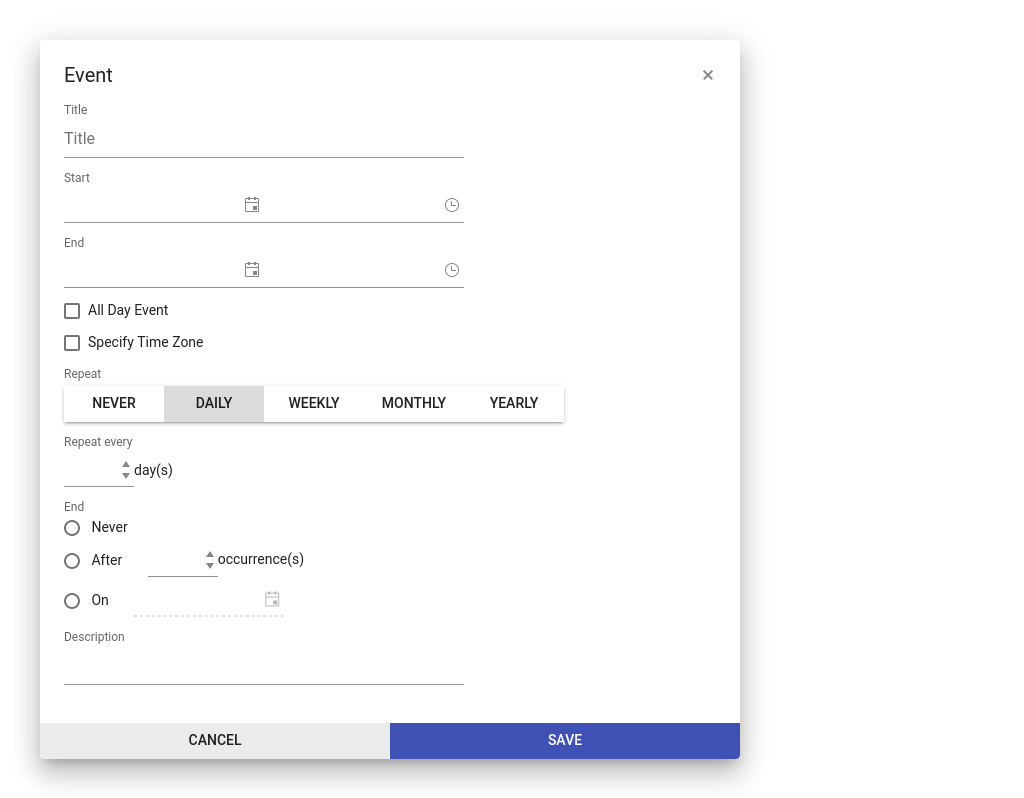 Event
Title
Title
Start
End
All Day Event
Specify Time Zone
Repeat
NEVER DAILY WEEKLY MONTHLY YEARLY
Repeat every
day(s)
End
Never
After occurrence(s)
On
Description
CANCEL SAVE